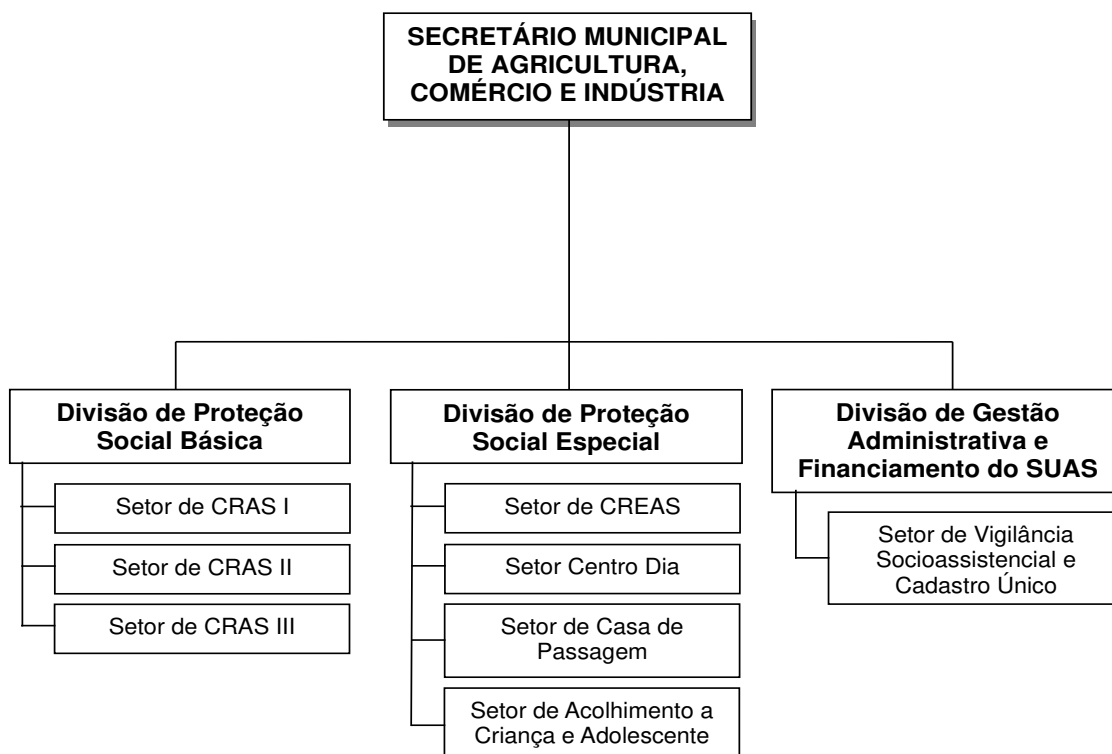 SECRETÁRIO MUNICIPAL
DE AGRICULTURA,
COMÉRCIO E INDÚSTRIA
Divisão de Proteção
Social Básica
Setor de CRAS I
Setor de CRAS II
Setor de CRAS III
Divisão de Proteção
Social Especial
Setor de CREAS
Setor Centro Dia
Setor de Casa de
Passagem
Setor de Acolhimento a
Criança e Adolescente
Divisão de Gestão
Administrativa e
Financiamento do SUAS
Setor de Vigilância
Socioassistencial e
Cadastro Único